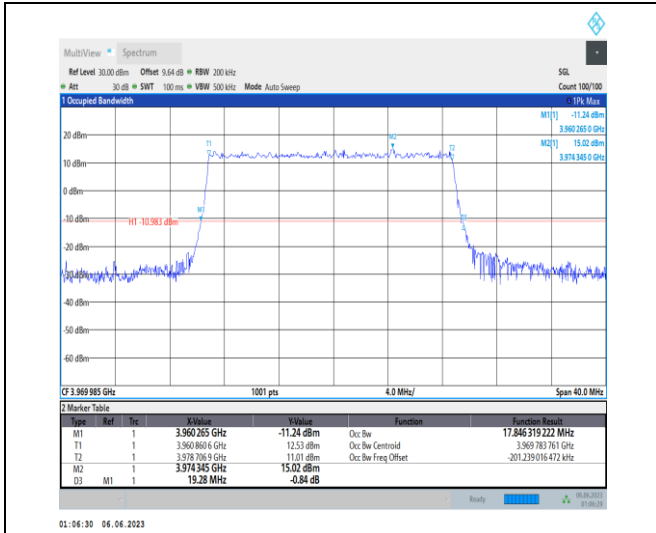 MultiView Spectrum
Ref Level 30.00 dBm Offset 9.64 dB RBW 200 kHz SGL
Att 30 dB SWT 100 ms VBW 500 kHz Mode Auto Sweep Count 100/100
1 Occupied Bandwidth 1Pk Max
M1[1] -11.24 dBm
3.960 265 0 GHz
M2[1] 15.02 dBm
3.974 345 0 GHz
20 dBm
T1 M2 T2
10 dBm
0 dBm
M1
-10 dBm H1 -10.983 dBm
-20 dBm
-30 dBm
-40 dBm
-50 dBm
-60 dBm
CF 3.969 985 GHz 1001 pts 4.0 MHz/ Span 40.0 MHz
2 Marker Table
Type Ref Trc X-Value Y-Value Function Function Result
M1 1 3.960 265 GHz -11.24 dBm Occ Bw 17.846 319 222 MHz
T1 1 3.960 860 6 GHz 12.53 dBm Occ Bw Centroid 3.969 783 761 GHz
T2 1 3.978 706 9 GHz 11.01 dBm Occ Bw Freq Offset -201.239 016 472 kHz
M2 1 3.974 345 GHz 15.02 dBm
D3 M1 1 19.28 MHz -0.84 dB
Ready 06.06.2023
01:06:29
01:06:30 06.06.2023